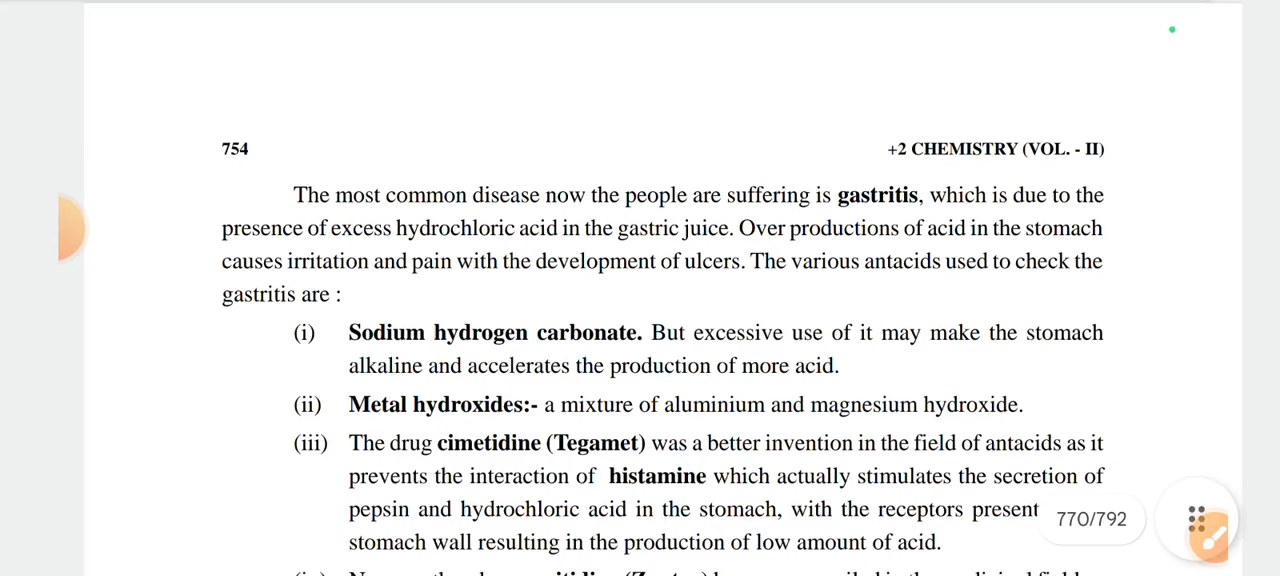 754 +2 CHEMISTRY (VOL. - II)
The most common disease now the people are suffering is gastritis, which is due to the
presence of excess hydrochloric acid in the gastric juice. Over productions of acid in the stomach
causes irritation and pain with the development of ulcers. The various antacids used to check the
gastritis are :
(i) Sodium hydrogen carbonate. But excessive use of it may make the stomach
alkaline and accelerates the production of more acid.
(ii) Metal hydroxides:- a mixture of aluminium and magnesium hydroxide.
(iii) The drug cimetidine (Tegamet) was a better invention in the field of antacids as it
prevents the interaction of histamine which actually stimulates the secretion of
pepsin and hydrochloric acid in the stomach, with the receptors present
770/792
stomach wall resulting in the production of low amount of acid.